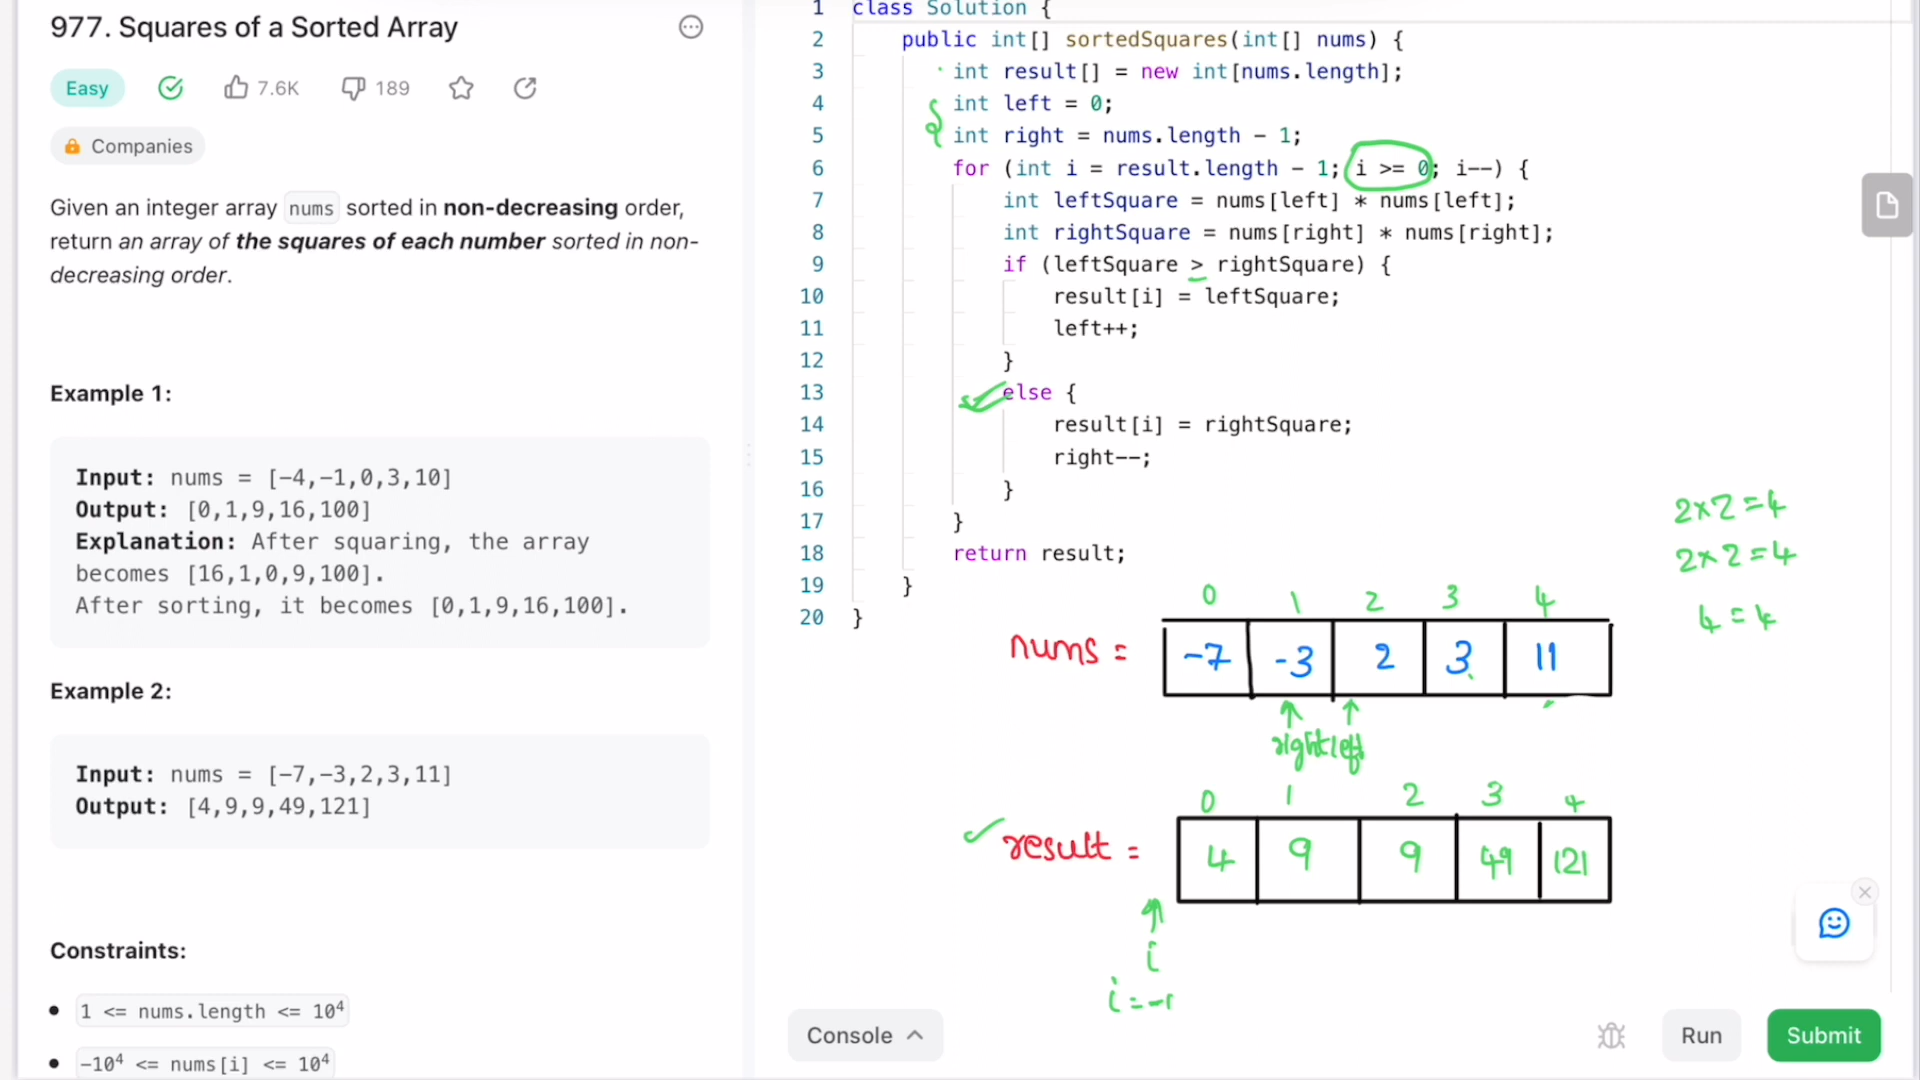 977. Squares of a Sorted Array
Easy 7.6K 189
Companies
Given an integer array nums sorted in non-decreasing order,
return an array of the squares of each number sorted in non-
decreasing order.
Example 1:
Input: nums = [-4,-1,0,3,10]
Output: [0,1,9,16,100]
Explanation: After squaring, the array
becomes [16,1,0,9,100].
After sorting, it becomes [0,1,9,16,100].
Example 2:
Input: nums = [-7,-3,2,3,11]
Output: [4,9,9,49,121]
Constraints:
1 <= nums.length <= 10⁴
-10⁴ <= nums[i] <= 10⁴
1 class Solution {
2 public int[] sortedSquares(int[] nums) {
3 int result[] = new int[nums.length];
4 int left = 0;
5 int right = nums.length - 1;
6 for (int i = result.length - 1; i >= 0; i--) {
7 int leftSquare = nums[left] * nums[left];
8 int rightSquare = nums[right] * nums[right];
9 if (leftSquare > rightSquare) {
10 result[i] = leftSquare;
11 left++;
12 }
13 else {
14 result[i] = rightSquare;
15 right--;
16 }
17 }
18 return result;
19 }
20 }
2×2=4
2×2=4
4=4
0 1 2 3 4
nums = -7 -3 2 3 11
right left
0 1 2 3 4
result = 4 9 9 49 121
i
i=-1
Console Run Submit